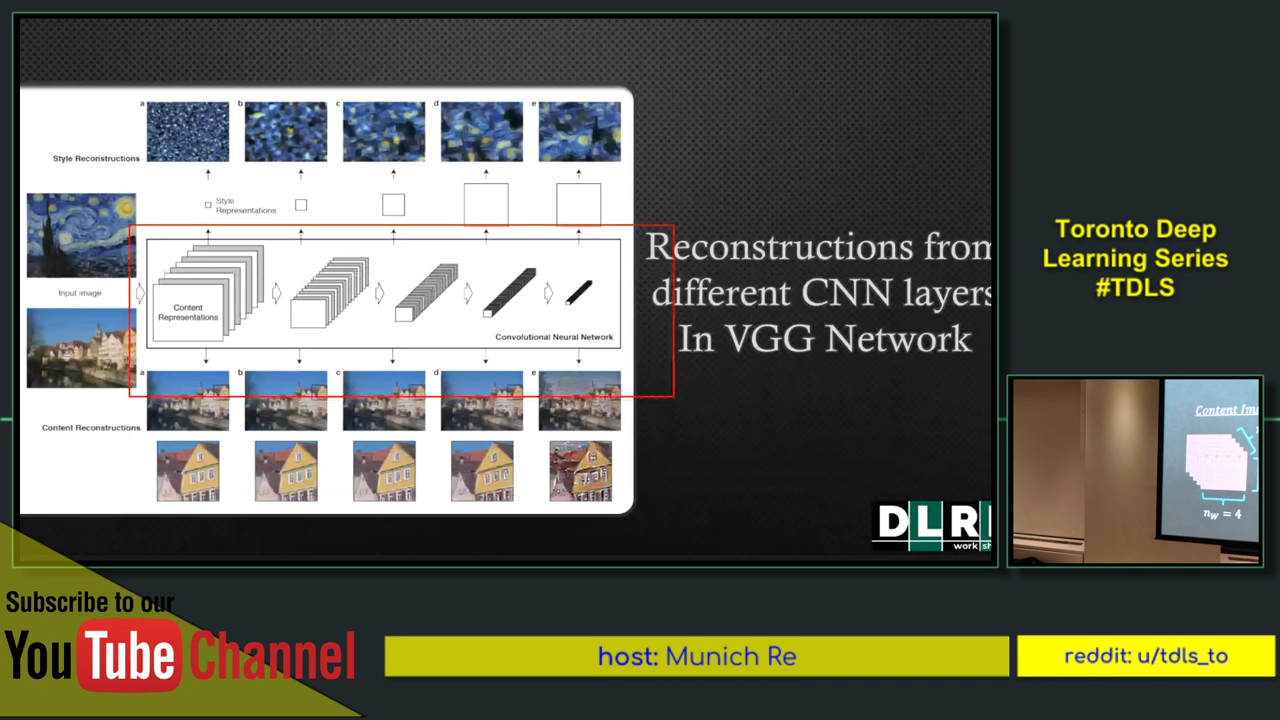 a
b
c
d
e
Style Reconstructions
Style
Representations
Input image
Content
Representations
Convolutional Neural Network
a
b
c
d
e
Content Reconstructions
Reconstructions from
different CNN layers
In VGG Network
DLR
work sh
Toronto Deep
Learning Series
#TDLS
Content Im
n_w = 4
Subscribe to our
YouTube Channel
host: Munich Re
reddit: u/tdls_to